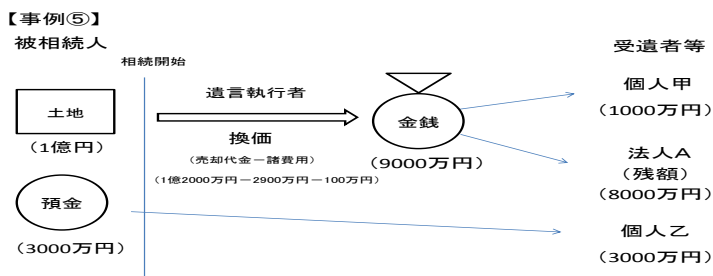 【事例⑤】
被相続人
相続開始
受遺者等
土地
(1億円)
遺言執行者
換価
(売却代金-諸費用)
(1億2000万円-2900万円-100万円)
金銭
(9000万円)
個人甲
(1000万円)
法人A
(残額)
(8000万円)
預金
(3000万円)
個人乙
(3000万円)